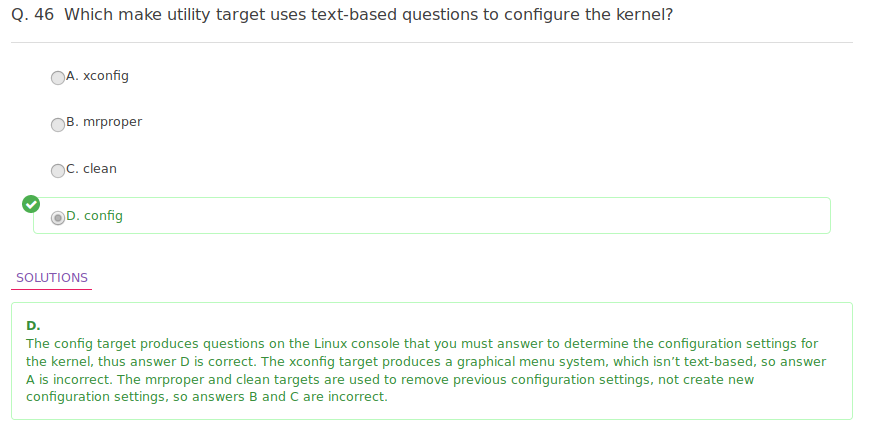 Q. 46 Which make utility target uses text-based questions to configure the kernel?
A. xconfig
B. mrproper
C. clean
D. config
SOLUTIONS
D.
The config target produces questions on the Linux console that you must answer to determine the configuration settings for
the kernel, thus answer D is correct. The xconfig target produces a graphical menu system, which isn’t text-based, so answer
A is incorrect. The mrproper and clean targets are used to remove previous configuration settings, not create new
configuration settings, so answers B and C are incorrect.